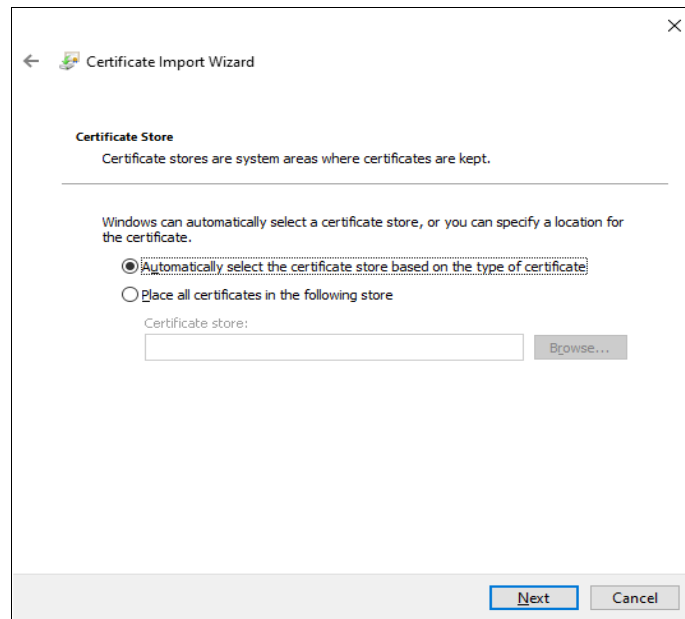 Certificate Import Wizard
Certificate Store
Certificate stores are system areas where certificates are kept.
Windows can automatically select a certificate store, or you can specify a location for
the certificate.
Automatically select the certificate store based on the type of certificate
Place all certificates in the following store
Certificate store:
Browse...
Next Cancel